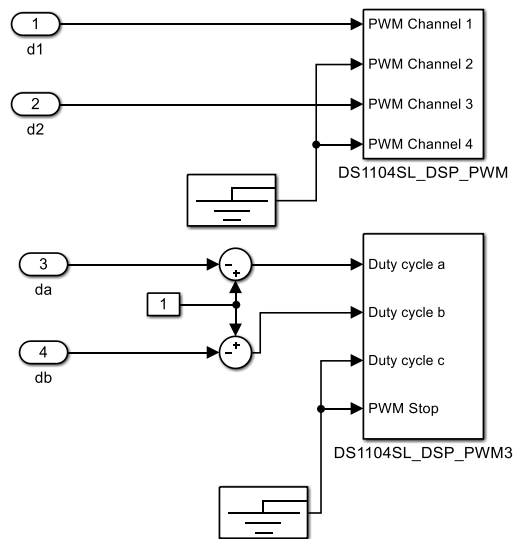 1
d1
2
d2
PWM Channel 1
PWM Channel 2
PWM Channel 3
PWM Channel 4
DS1104SL_DSP_PWM
3
da
1
4
db
-
+
-
+
Duty cycle a
Duty cycle b
Duty cycle c
PWM Stop
DS1104SL_DSP_PWM3